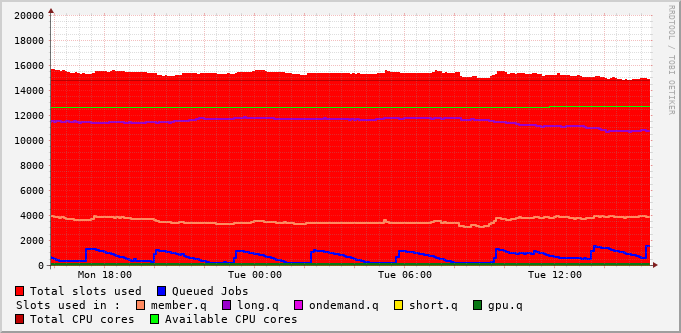 20000
18000
16000
14000
12000
10000
8000
6000
4000
2000
0
Mon 18:00 Tue 00:00 Tue 06:00 Tue 12:00
RRDTOOL / TOBI OETIKER
Total slots used Queued Jobs
Slots used in : member.q long.q ondemand.q short.q gpu.q
Total CPU cores Available CPU cores